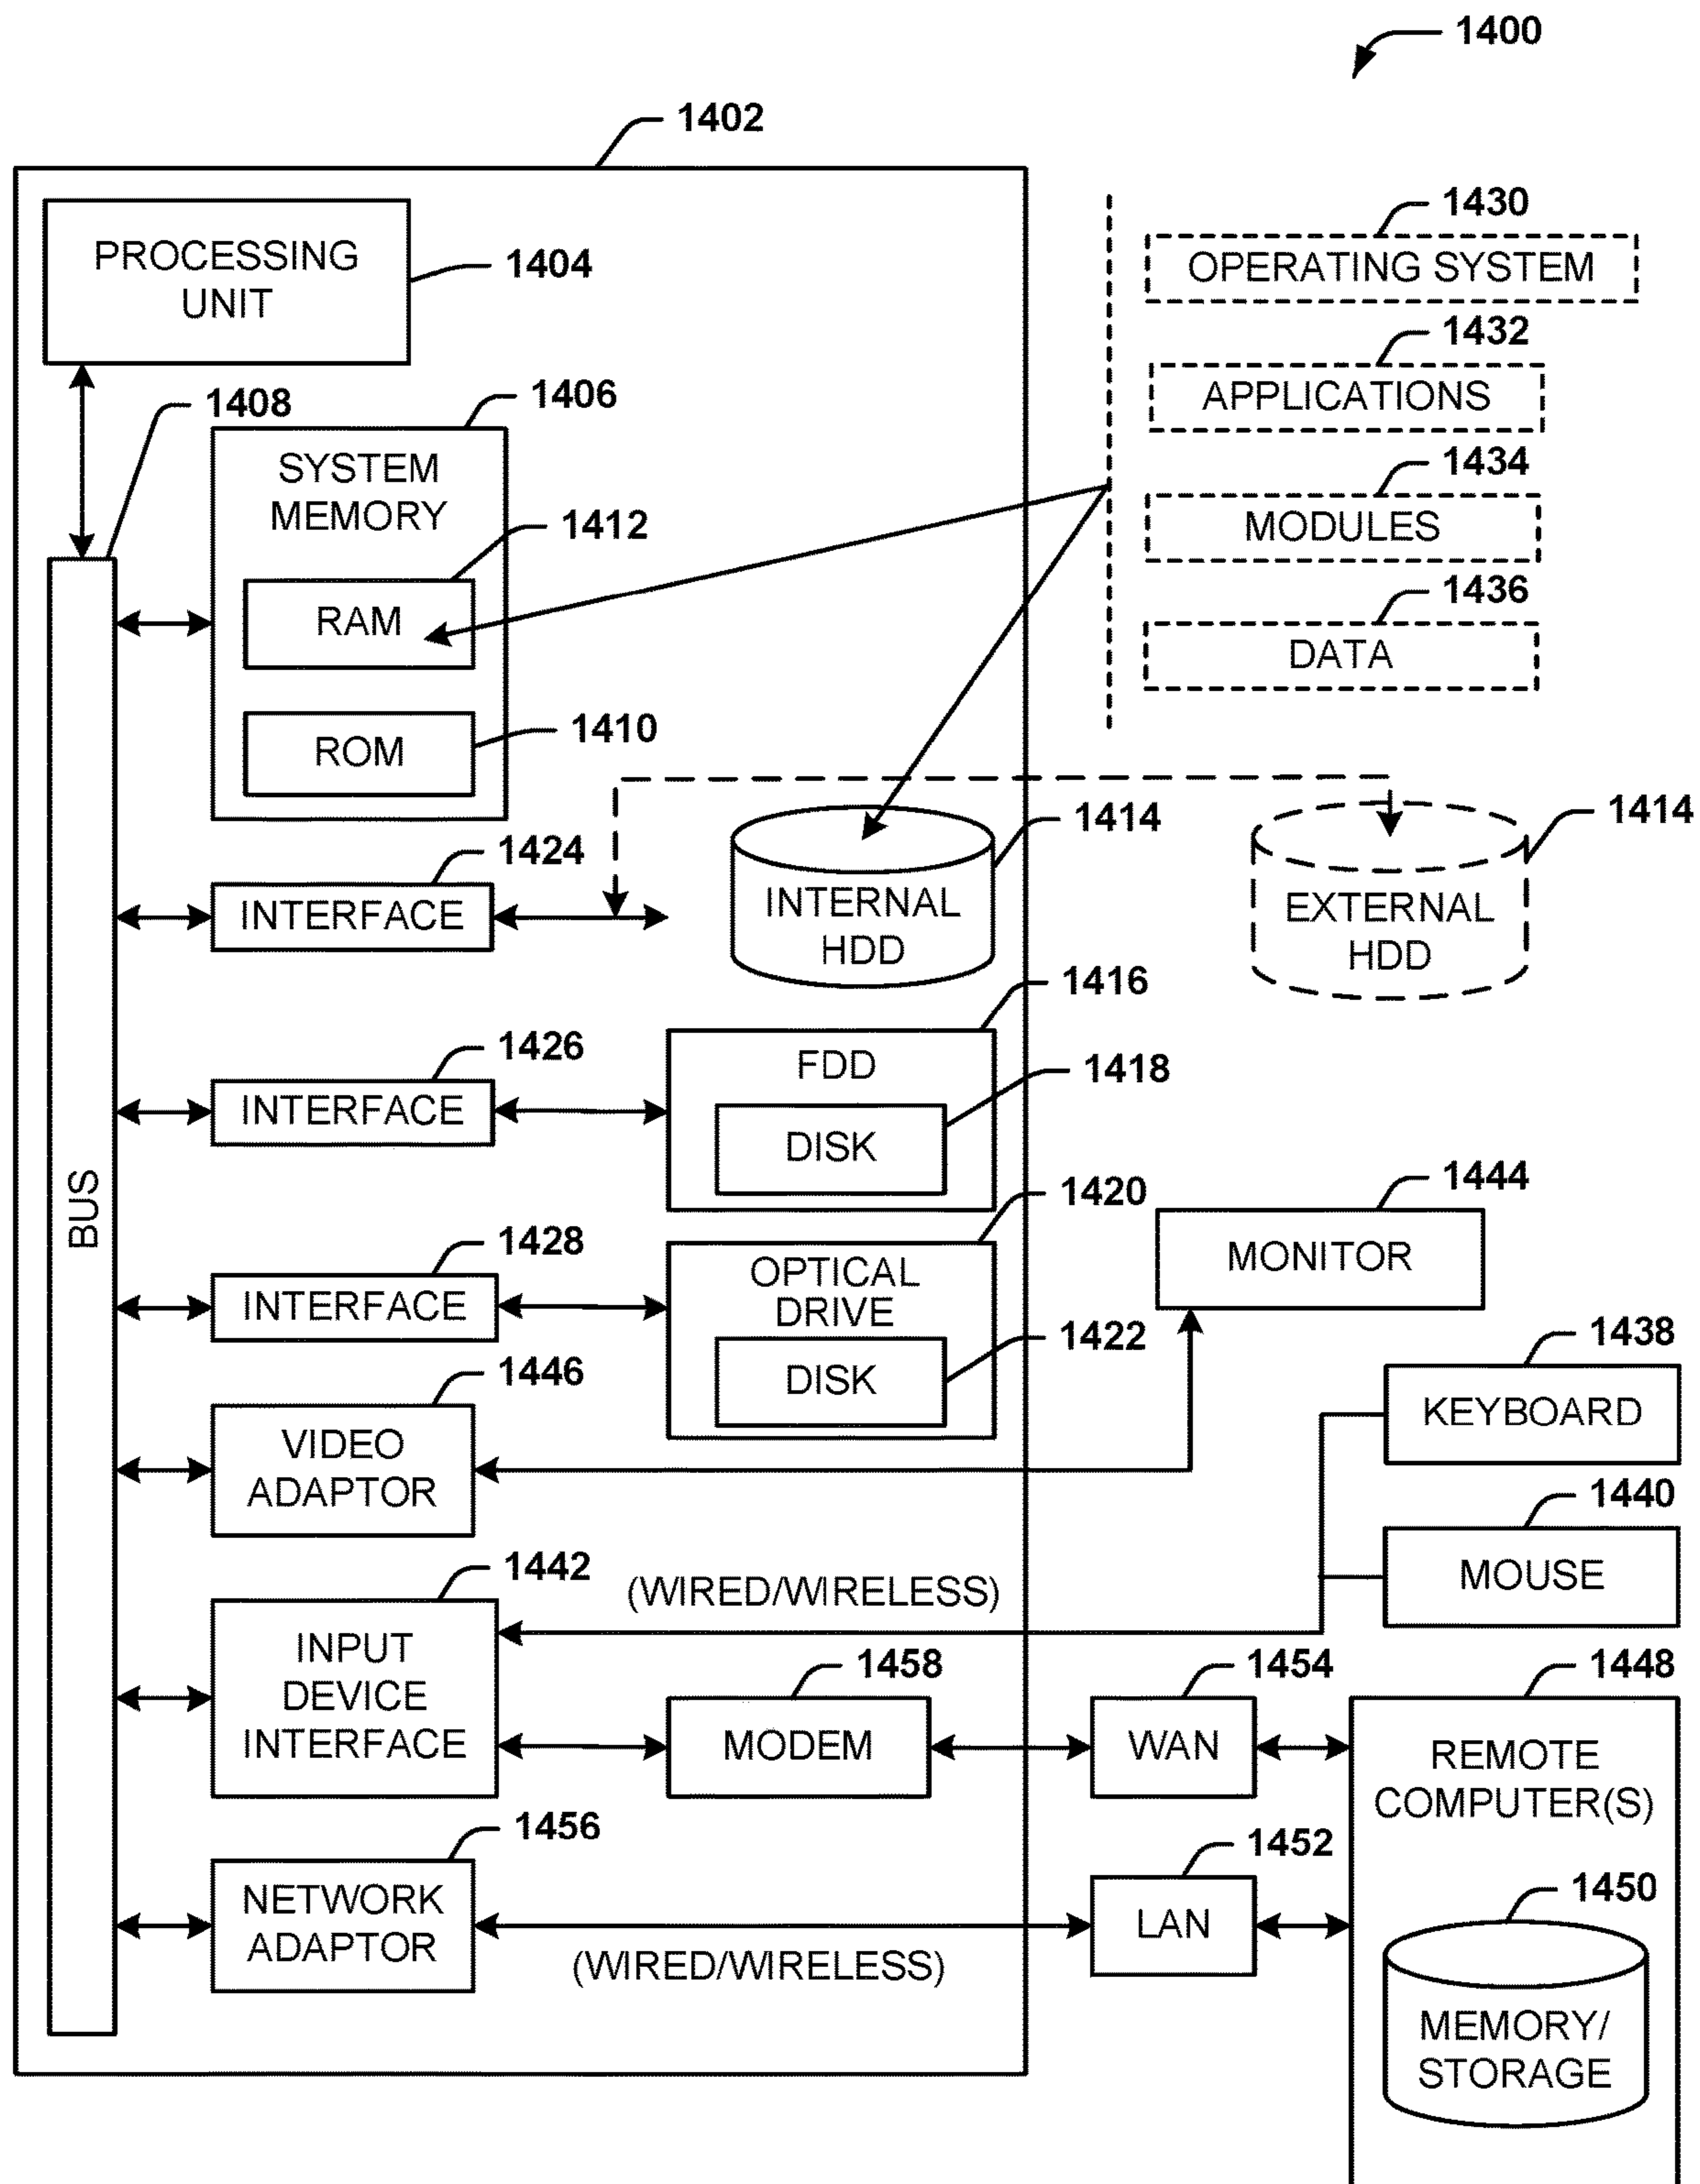 1400
1402
PROCESSING
UNIT
1404
1430
OPERATING SYSTEM
1432
APPLICATIONS
1434
MODULES
1436
DATA
1408
1406
SYSTEM
MEMORY
1412
RAM
1410
ROM
1424
INTERFACE
1414
INTERNAL
HDD
1414
EXTERNAL
HDD
1416
FDD
1418
DISK
1426
INTERFACE
BUS
1420
OPTICAL
DRIVE
1422
DISK
1428
INTERFACE
1444
MONITOR
1446
VIDEO
ADAPTOR
1438
KEYBOARD
1440
MOUSE
1442
INPUT
DEVICE
INTERFACE
(WIRED/WIRELESS)
1458
MODEM
1454
WAN
1448
REMOTE
COMPUTER(S)
1456
NETWORK
ADAPTOR
(WIRED/WIRELESS)
1452
LAN
1450
MEMORY/
STORAGE